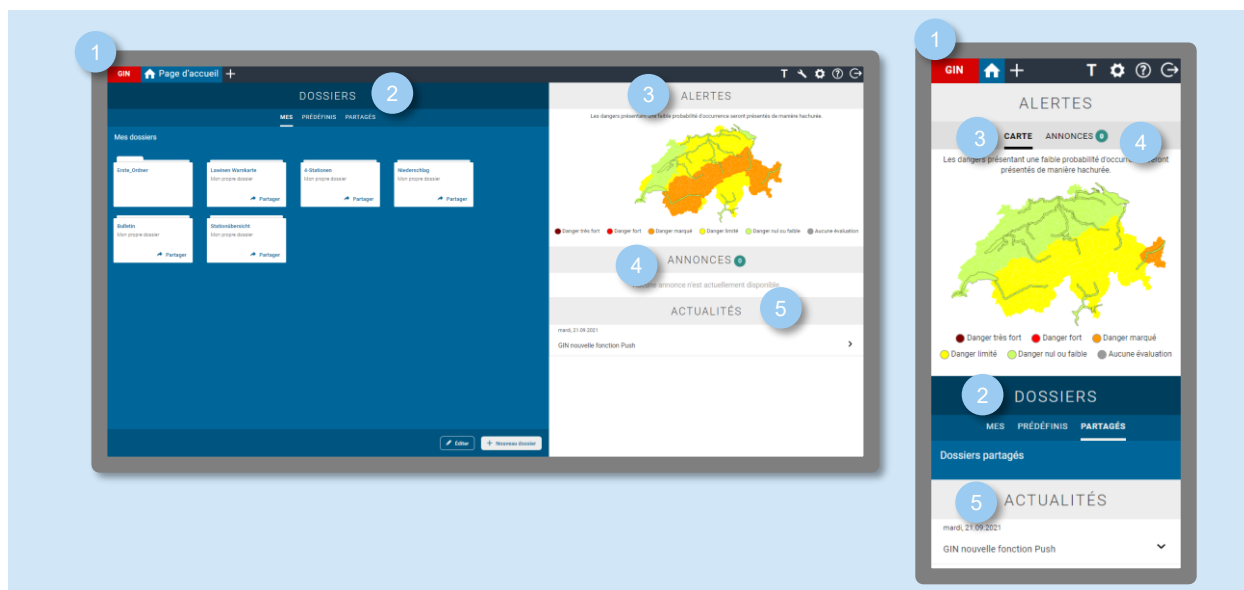 1
GIN Page d'accueil + T
DOSSIERS 2
MES PRÉDÉFINIS PARTAGÉS
Mes dossiers
Erste_Ordner
Lawinen Warnkarte
Mon propre dossier
Partager
4-Stationen
Mon propre dossier
Partager
Niederschlag
Mon propre dossier
Partager
Bulletin
Mon propre dossier
Partager
Stationübersicht
Mon propre dossier
Partager
Éditer + Nouveau dossier
3 ALERTES
Les dangers présentant une faible probabilité d'occurrence seront présentés de manière hachurée.
Danger très fort Danger fort Danger marqué Danger limité Danger nul ou faible Aucune évaluation
4 ANNONCES 0
annonce n'est actuellement disponible.
ACTUALITÉS 5
mardi, 21.09.2021
GIN nouvelle fonction Push
1
GIN + T
ALERTES
3 CARTE ANNONCES 0 4
Les dangers présentant une faible probabilité d'occurrence seront
présentés de manière hachurée.
Danger très fort Danger fort Danger marqué
Danger limité Danger nul ou faible Aucune évaluation
2 DOSSIERS
MES PRÉDÉFINIS PARTAGÉS
Dossiers partagés
5 ACTUALITÉS
mardi, 21.09.2021
GIN nouvelle fonction Push